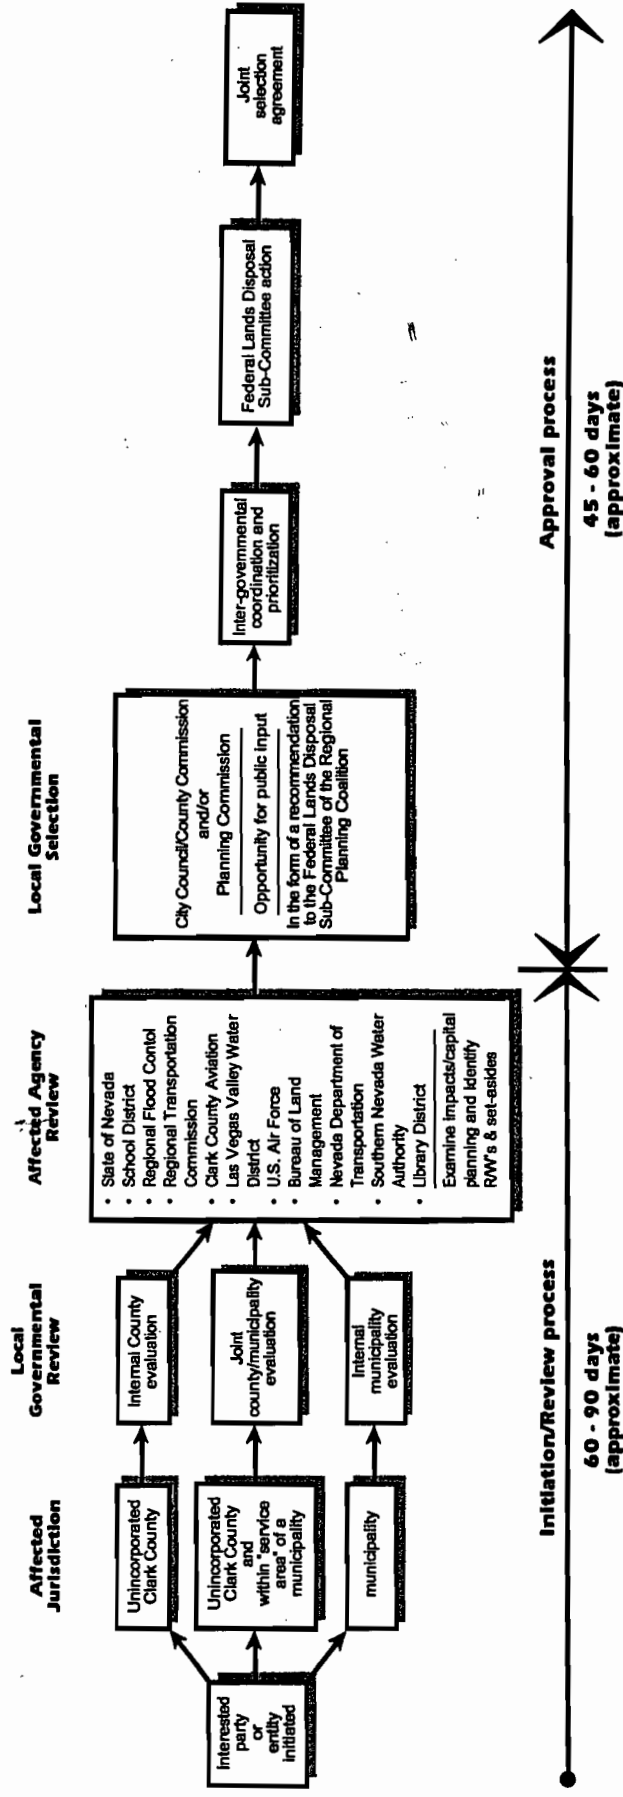 Affected
Jurisdiction
Local
Governmental
Review
Affected Agency
Review
Local Governmental
Selection
Interested
party
or
entity
initiated
Unincorporated
Clark County
Unincorporated
Clark County
and
within "service
area" of a
municipality
municipality
Internal County
evaluation
Joint
county/municipality
evaluation
Internal
municipality
evaluation
• State of Nevada
• School District
• Regional Flood Contol
• Regional Transportation
Commission
• Clark County Aviation
• Las Vegas Valley Water
District
• U.S. Air Force
• Bureau of Land
Management
• Nevada Department of
Transportation
• Southern Nevada Water
Authority
• Library District
Examine impacts/capital
planning and identify
R/W's & set-asides
City Council/County Commission
and/or
Planning Commission
Opportunity for public input
In the form of a recommendation
to the Federal Lands Disposal
Sub-Committee of the Regional
Planning Coalition
Inter-governmental
coordination and
prioritization
Federal Lands Disposal
Sub-Committee action
Joint
selection
agreement
Initiation/Review process
60 - 90 days
(approximate)
Approval process
45 - 60 days
(approximate)